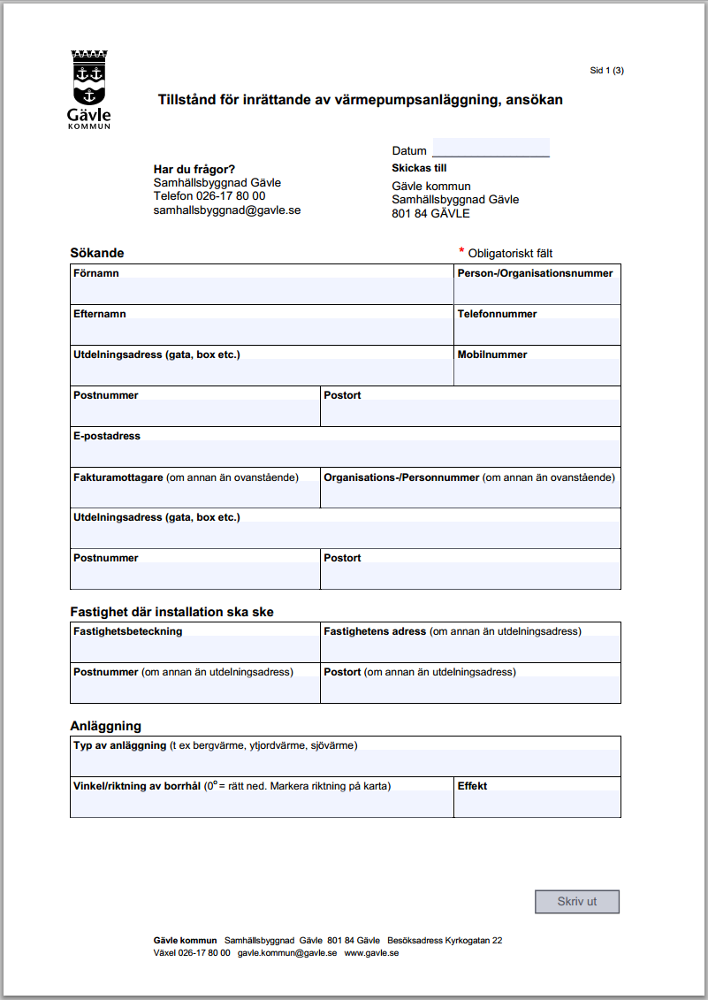 Sid 1 (3)
Gävle
KOMMUN
Tillstånd för inrättande av värmepumpsanläggning, ansökan
Datum
Har du frågor?
Samhällsbyggnad Gävle
Telefon 026-17 80 00
samhallsbyggnad@gavle.se
Skickas till
Gävle kommun
Samhällsbyggnad Gävle
801 84 GÄVLE
Sökande
* Obligatoriskt fält
Förnamn
Person-/Organisationsnummer
Efternamn
Telefonnummer
Utdelningsadress (gata, box etc.)
Mobilnummer
Postnummer
Postort
E-postadress
Fakturamottagare (om annan än ovanstående)
Organisations-/Personnummer (om annan än ovanstående)
Utdelningsadress (gata, box etc.)
Postnummer
Postort
Fastighet där installation ska ske
Fastighetsbeteckning
Fastighetens adress (om annan än utdelningsadress)
Postnummer (om annan än utdelningsadress)
Postort (om annan än utdelningsadress)
Anläggning
Typ av anläggning (t ex bergvärme, ytjordvärme, sjövärme)
Vinkel/riktning av borrhål (0º = rätt ned. Markera riktning på karta)
Effekt
Skriv ut
Gävle kommun Samhällsbyggnad Gävle 801 84 Gävle Besöksadress Kyrkogatan 22
Växel 026-17 80 00 gavle.kommun@gavle.se www.gavle.se